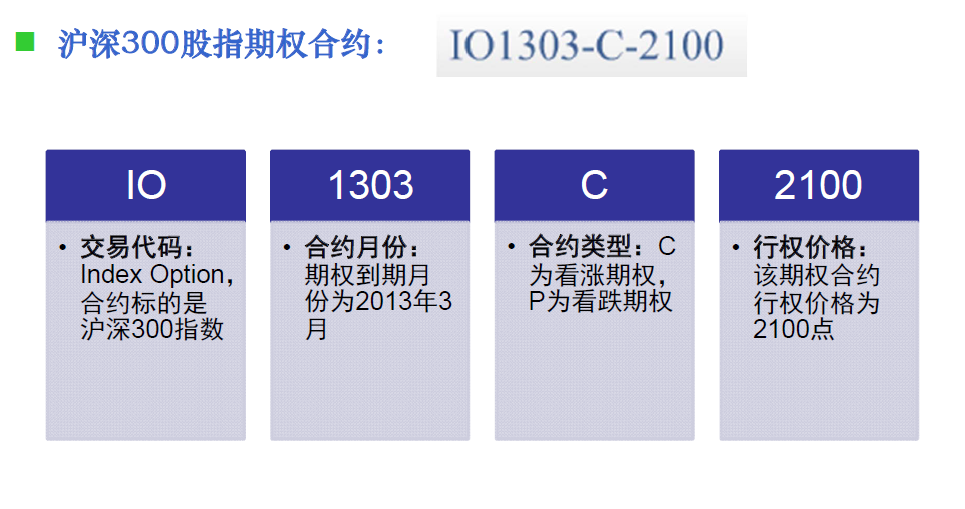 沪深300股指期权合约：
IO1303-C-2100
IO
1303
C
2100
• 交易代码：
Index Option，
合约标的是
沪深300指数
• 合约月份：
期权到期月
份为2013年3
月
• 合约类型：C
为看涨期权，
P为看跌期权
• 行权价格：
该期权合约
行权价格为
2100点